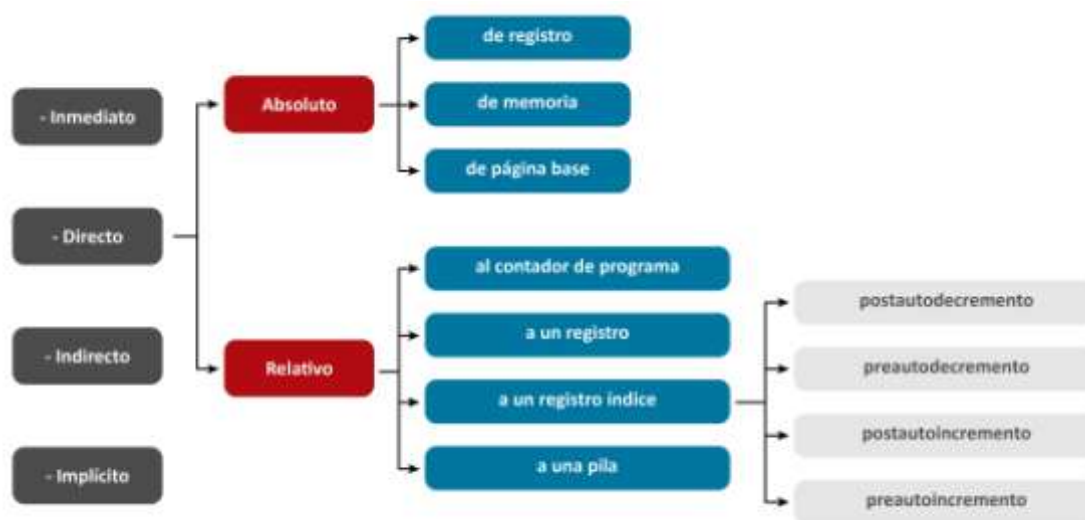 - Inmediato
- Directo
- Indirecto
- Implícito
Absoluto
Relativo
de registro
de memoria
de página base
al contador de programa
a un registro
a un registro índice
a una pila
postautodecremento
preautodecremento
postautoincremento
preautoincremento